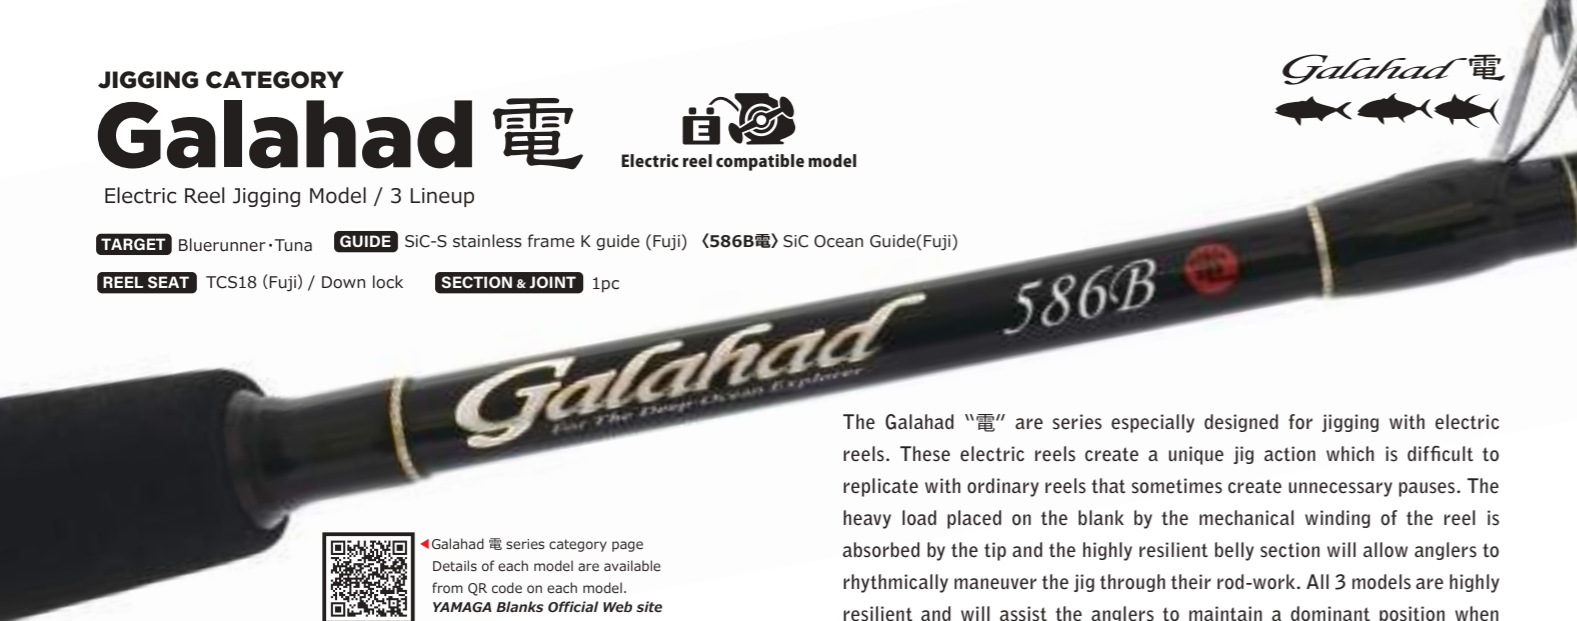 JIGGING CATEGORY
Galahad 電
E
Electric reel compatible model
Electric Reel Jigging Model / 3 Lineup
TARGET Bluerunner・Tuna GUIDE SiC-S stainless frame K guide (Fuji) 〈586B電〉 SiC Ocean Guide(Fuji)
REEL SEAT TCS18 (Fuji) / Down lock SECTION & JOINT 1pc
Galahad 電
Galahad
For The Deep Ocean Explorer
586B 電
The Galahad “電” are series especially designed for jigging with electric
reels. These electric reels create a unique jig action which is difficult to
replicate with ordinary reels that sometimes create unnecessary pauses. The
heavy load placed on the blank by the mechanical winding of the reel is
absorbed by the tip and the highly resilient belly section will allow anglers to
rhythmically maneuver the jig through their rod-work. All 3 models are highly
resilient and will assist the anglers to maintain a dominant position when
◀Galahad 電 series category page
Details of each model are available
from QR code on each model.
YAMAGA Blanks Official Web site